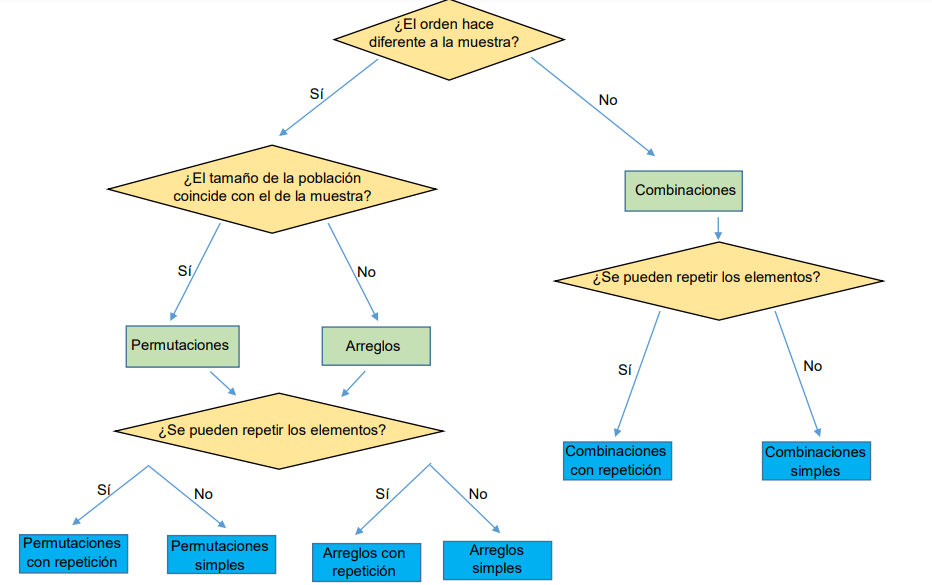 ¿El orden hace
diferente a la muestra?
Sí
No
¿El tamaño de la población
coincide con el de la muestra?
Combinaciones
Sí
No
¿Se pueden repetir los elementos?
Permutaciones
Arreglos
Sí
No
¿Se pueden repetir los elementos?
Combinaciones
con repetición
Combinaciones
simples
Sí
No
Sí
No
Permutaciones
con repetición
Permutaciones
simples
Arreglos con
repetición
Arreglos
simples